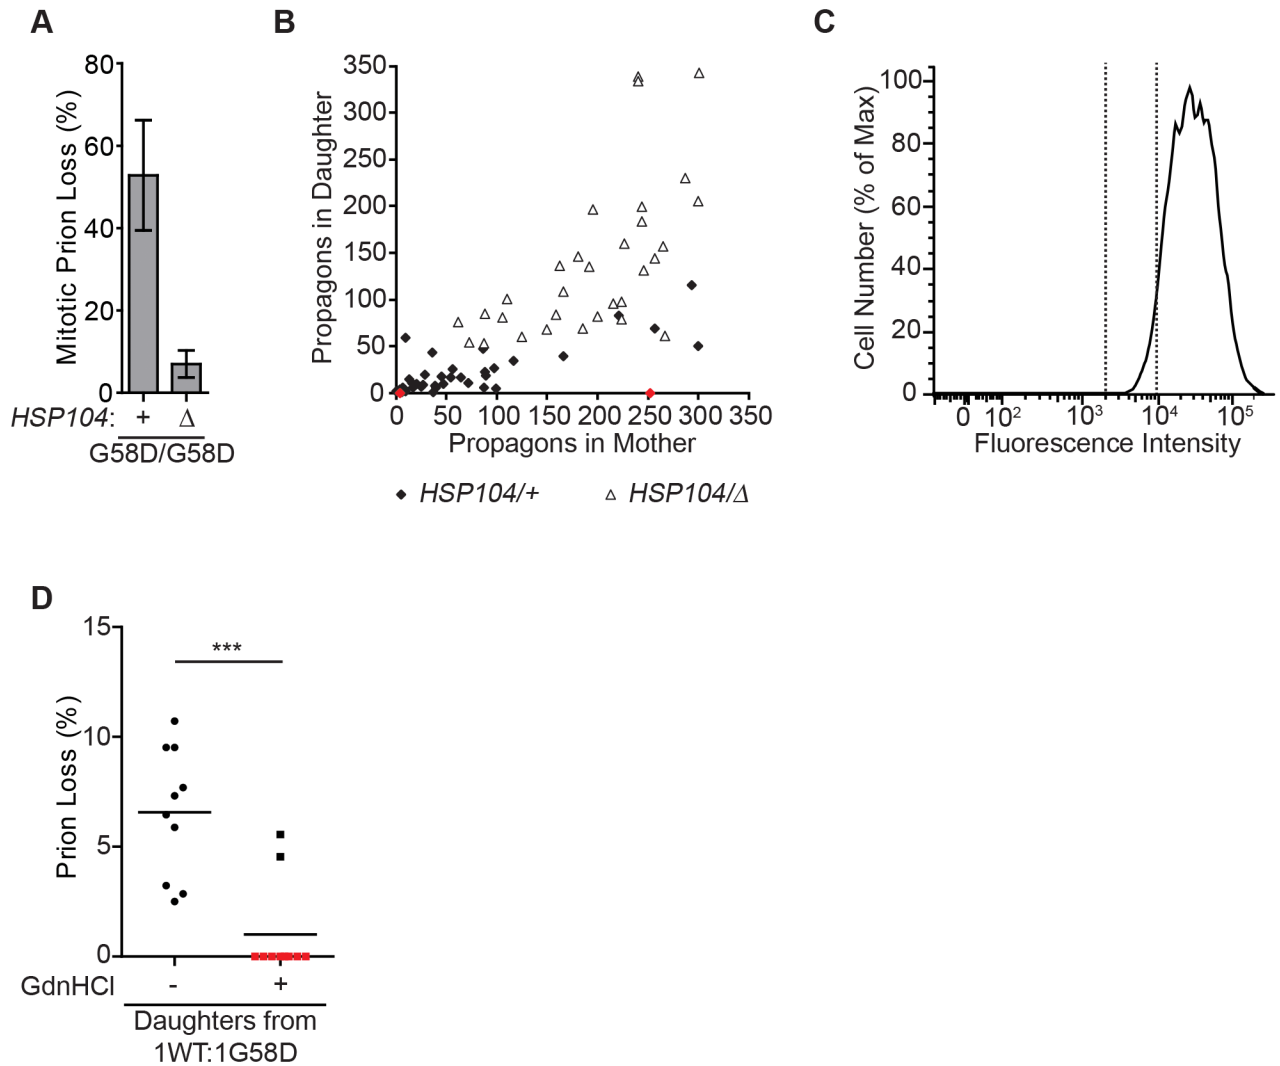 A
Mitotic Prion Loss (%)
80
60
40
20
0
HSP104: + Δ
G58D/G58D
B
Propagons in Daughter
350
300
250
200
150
100
50
0
0 50 100 150 200 250 300 350
Propagons in Mother
HSP104/+ HSP104/Δ
C
Cell Number (% of Max)
100
80
60
40
20
0
0 10² 10³ 10⁴ 10⁵
Fluorescence Intensity
D
Prion Loss (%)
15
10
5
0
***
GdnHCl - +
Daughters from
1WT:1G58D